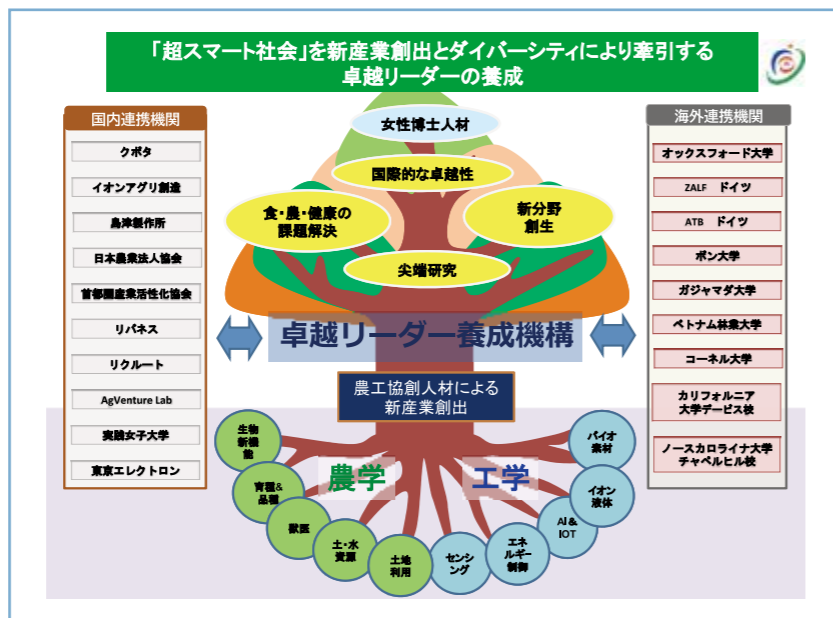 「超スマート社会」を新産業創出とダイバーシティにより牽引する
卓越リーダーの養成
国内連携機関
クボタ
イオンアグリ創造
島津製作所
日本農業法人協会
首都圏産業活性化協会
リバネス
リクルート
AgVenture Lab
実践女子大学
東京エレクトロン
女性博士人材
国際的な卓越性
食・農・健康の
課題解決
新分野
創生
尖端研究
卓越リーダー養成機構
農工協創人材による
新産業創出
農学
工学
生物
新機
能
育種&
品種
獣医
土・水
資源
土地
利用
センシ
ング
エネ
ルギー
制御
AI &
IOT
イオン
液体
バイオ
素材
海外連携機関
オックスフォード大学
ZALF ドイツ
ATB ドイツ
ボン大学
ガジャマダ大学
ベトナム林業大学
コーネル大学
カリフォルニア
大学デービス校
ノースカロライナ大学
チャペルヒル校